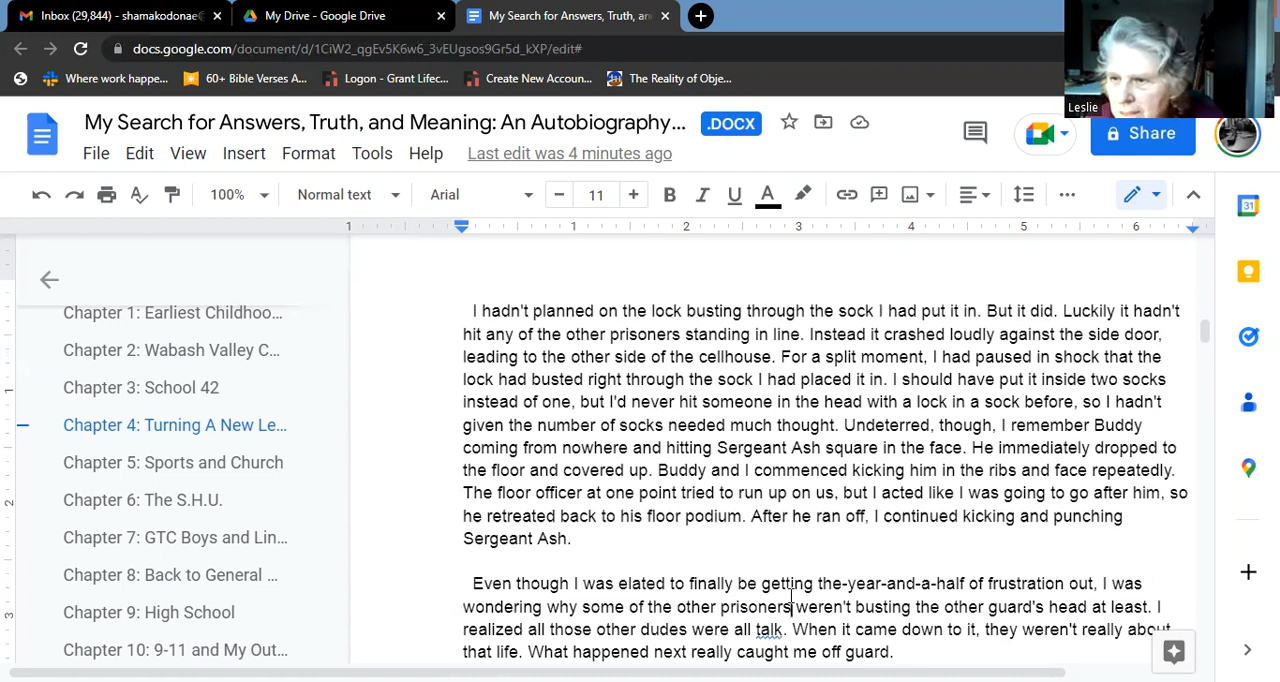 Inbox (29,844) - shamakodonae@
My Drive - Google Drive
My Search for Answers, Truth, an
docs.google.com/document/d/1CiW2_qgEv5K6w6_3vEUgsos9Gr5d_kXP/edit#
Where work happe...
60+ Bible Verses A...
Logon - Grant Lifec...
Create New Accoun...
The Reality of Obje...
Leslie
My Search for Answers, Truth, and Meaning: An Autobiography...
.DOCX
File Edit View Insert Format Tools Help Last edit was 4 minutes ago
Share
100% Normal text Arial 11 B I U A
31
1 1 2 3 4 5 6
1
2
3
Chapter 1: Earliest Childhoo...
Chapter 2: Wabash Valley C...
Chapter 3: School 42
Chapter 4: Turning A New Le...
Chapter 5: Sports and Church
Chapter 6: The S.H.U.
Chapter 7: GTC Boys and Lin...
Chapter 8: Back to General ...
Chapter 9: High School
Chapter 10: 9-11 and My Out...
I hadn't planned on the lock busting through the sock I had put it in. But it did. Luckily it hadn't
hit any of the other prisoners standing in line. Instead it crashed loudly against the side door,
leading to the other side of the cellhouse. For a split moment, I had paused in shock that the
lock had busted right through the sock I had placed it in. I should have put it inside two socks
instead of one, but I'd never hit someone in the head with a lock in a sock before, so I hadn't
given the number of socks needed much thought. Undeterred, though, I remember Buddy
coming from nowhere and hitting Sergeant Ash square in the face. He immediately dropped to
the floor and covered up. Buddy and I commenced kicking him in the ribs and face repeatedly.
The floor officer at one point tried to run up on us, but I acted like I was going to go after him, so
he retreated back to his floor podium. After he ran off, I continued kicking and punching
Sergeant Ash.
Even though I was elated to finally be getting the-year-and-a-half of frustration out, I was
wondering why some of the other prisoners weren't busting the other guard's head at least. I
realized all those other dudes were all talk. When it came down to it, they weren't really about
that life. What happened next really caught me off guard.